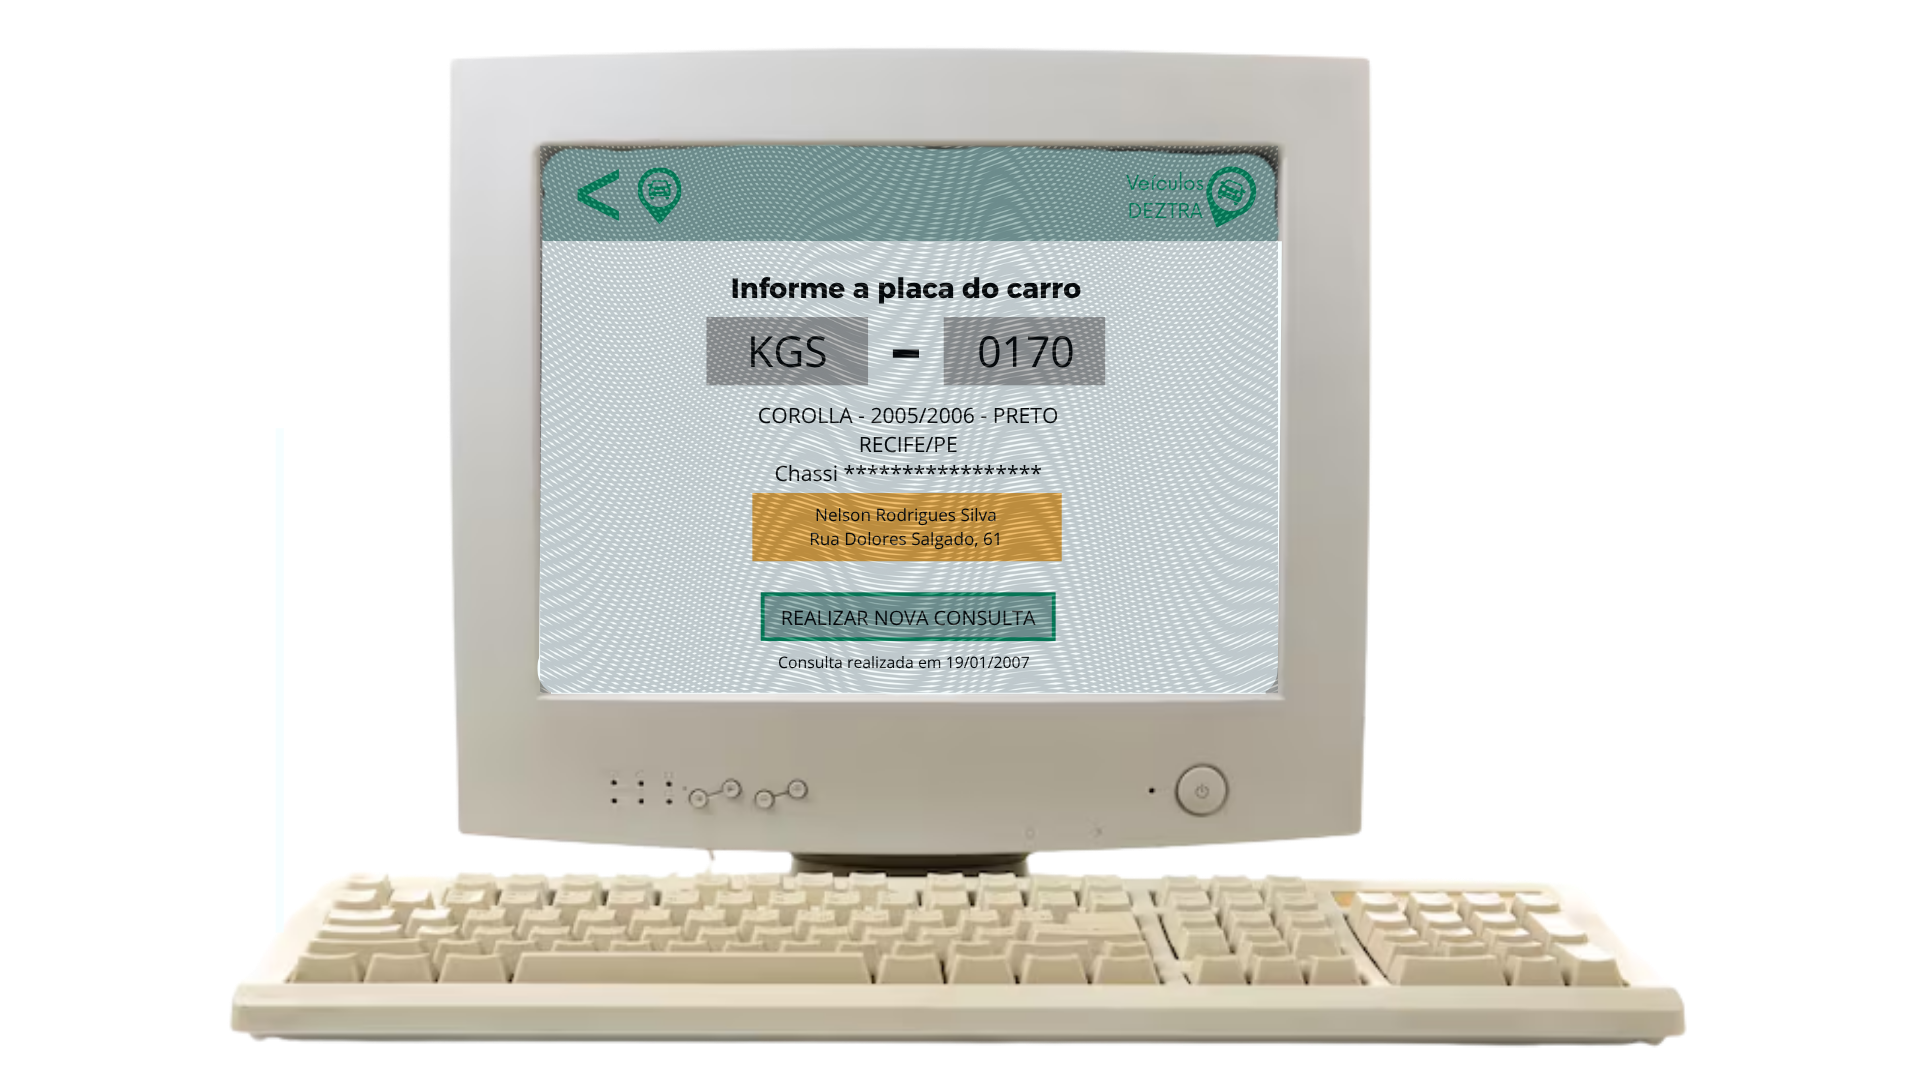 <
Veículos
DEZTRA
Informe a placa do carro
KGS - 0170
COROLLA - 2005/2006 - PRETO
RECIFE/PE
Chassi *****************
Nelson Rodrigues Silva
Rua Dolores Salgado, 61
REALIZAR NOVA CONSULTA
Consulta realizada em 19/01/2007